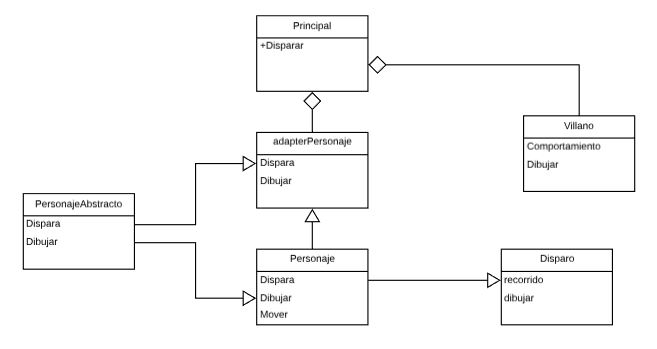 Principal
+Disparar
adapterPersonaje
Dispara
Dibujar
Villano
Comportamiento
Dibujar
PersonajeAbstracto
Dispara
Dibujar
Personaje
Dispara
Dibujar
Mover
Disparo
recorrido
dibujar